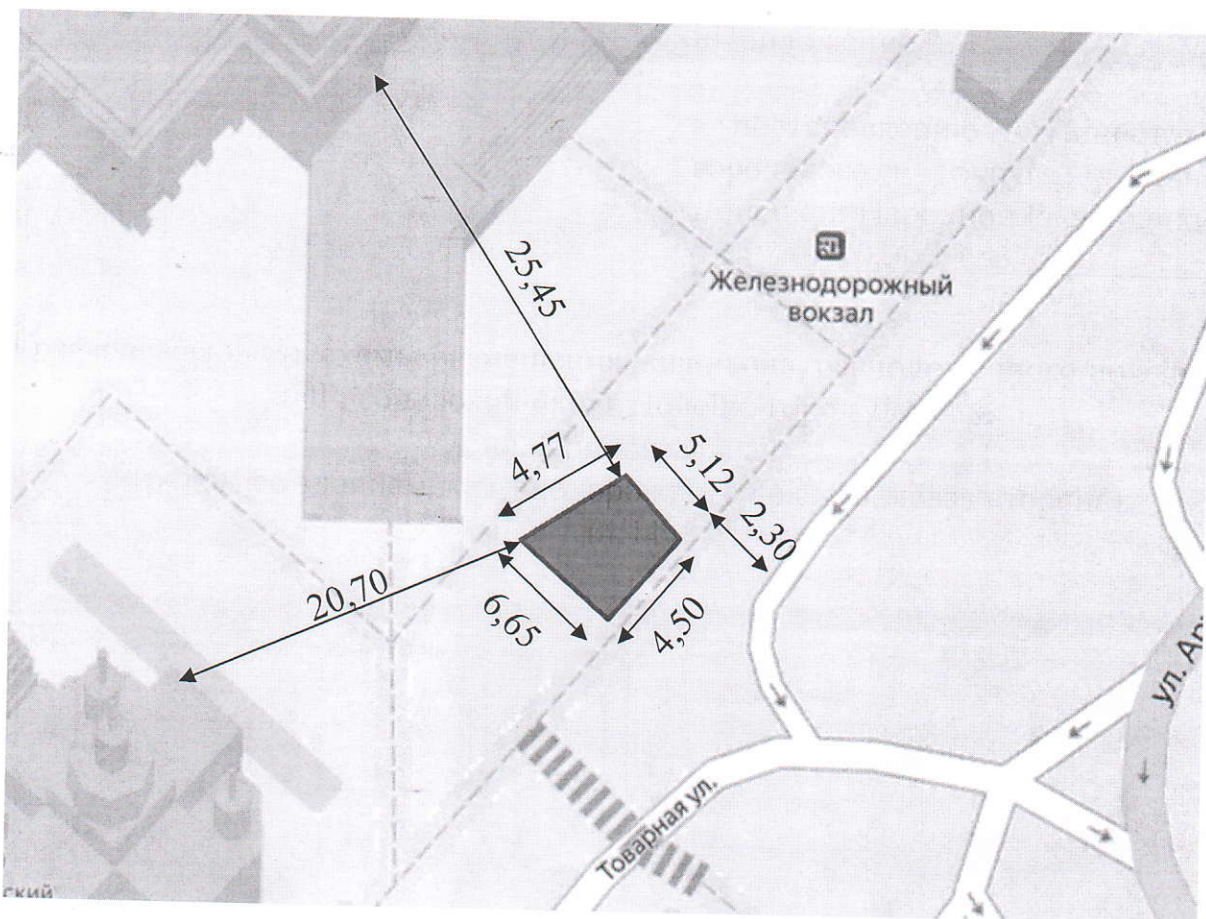 25,45
Железнодорожный
вокзал
4,77
5,12
2,30
20,70
6,65
4,50
ул. Ар
Товарная ул.
ский